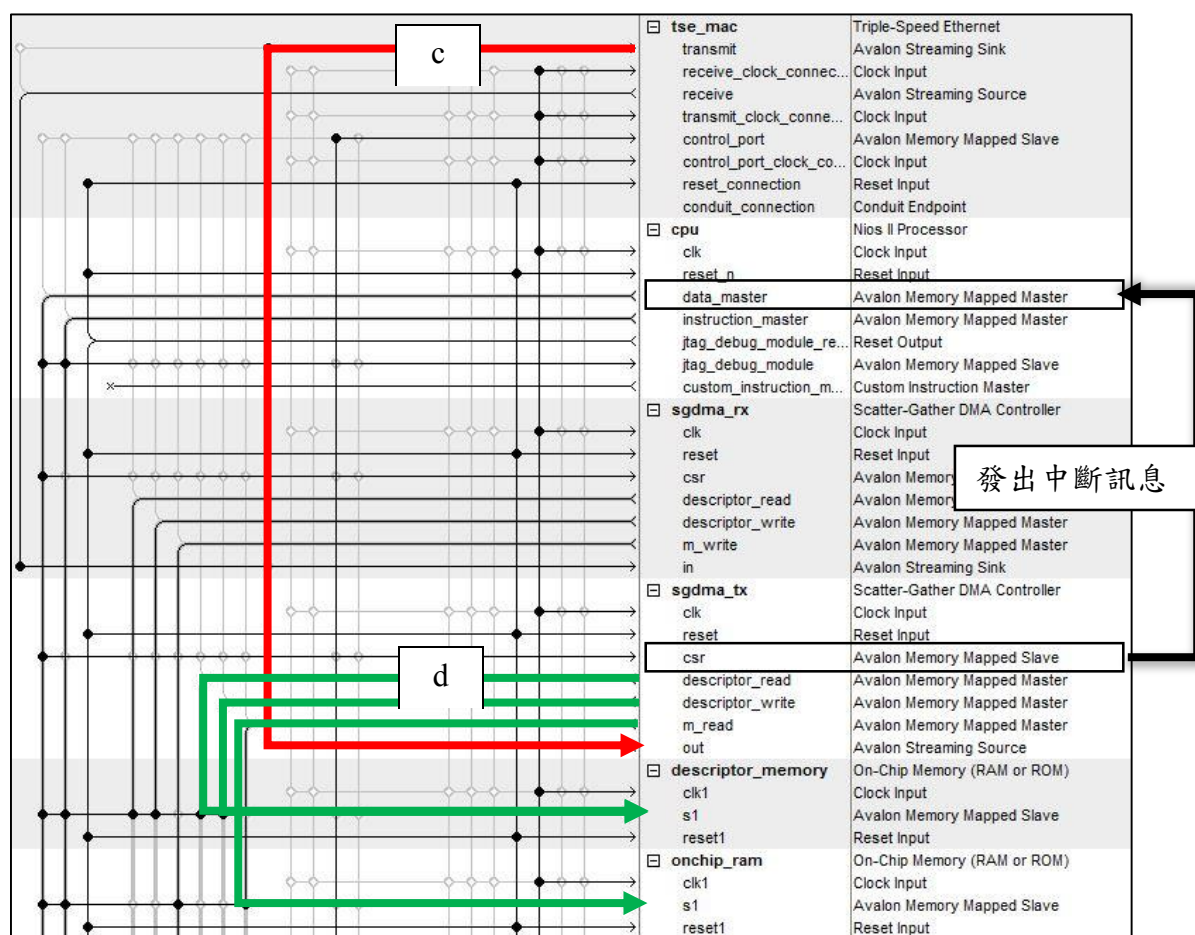 tse_mac Triple-Speed Ethernet
transmit Avalon Streaming Sink
receive_clock_connec... Clock Input
receive Avalon Streaming Source
transmit_clock_conne... Clock Input
control_port Avalon Memory Mapped Slave
control_port_clock_co... Clock Input
reset_connection Reset Input
conduit_connection Conduit Endpoint
cpu Nios II Processor
clk Clock Input
reset_n Reset Input
data_master Avalon Memory Mapped Master
instruction_master Avalon Memory Mapped Master
jtag_debug_module_re... Reset Output
jtag_debug_module Avalon Memory Mapped Slave
custom_instruction_m... Custom Instruction Master
sgdma_rx Scatter-Gather DMA Controller
clk Clock Input
reset Reset Input
csr Avalon Memory
descriptor_read Avalon Memory
descriptor_write Avalon Memory Mapped Master
m_write Avalon Memory Mapped Master
in Avalon Streaming Sink
sgdma_tx Scatter-Gather DMA Controller
clk Clock Input
reset Reset Input
csr Avalon Memory Mapped Slave
descriptor_read Avalon Memory Mapped Master
descriptor_write Avalon Memory Mapped Master
m_read Avalon Memory Mapped Master
out Avalon Streaming Source
descriptor_memory On-Chip Memory (RAM or ROM)
clk1 Clock Input
s1 Avalon Memory Mapped Slave
reset1 Reset Input
onchip_ram On-Chip Memory (RAM or ROM)
clk1 Clock Input
s1 Avalon Memory Mapped Slave
reset1 Reset Input
c
d
發出中斷訊息